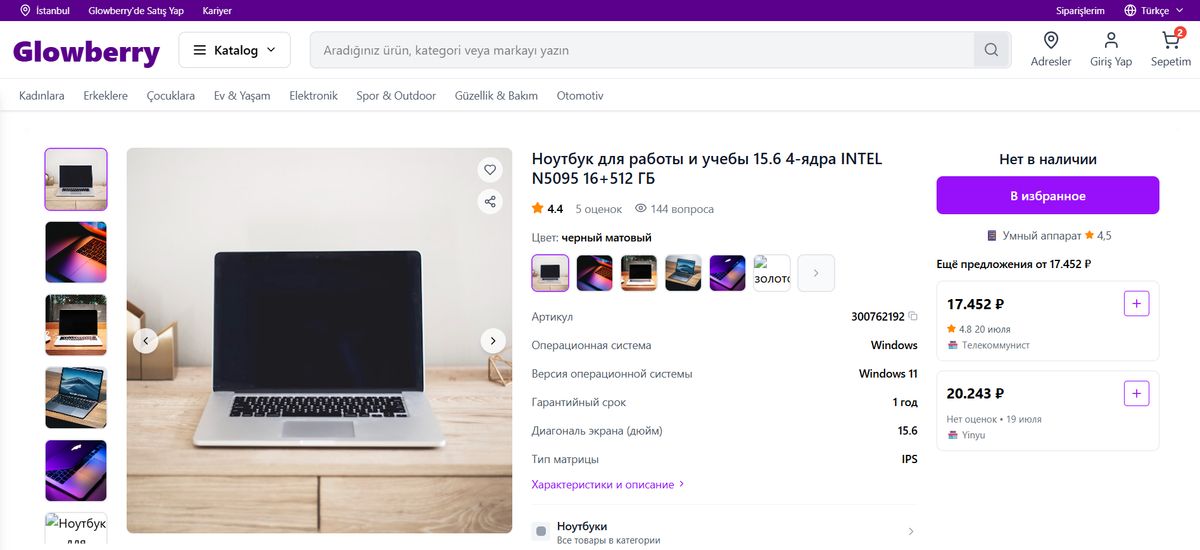 İstanbul Glowberry'de Satış Yap Kariyer Siparişlerim Türkçe
Glowberry Katalog Aradığınız ürün, kategori veya markayı yazın Adresler Giriş Yap 2 Sepetim
Kadınlara Erkeklere Çocuklara Ev & Yaşam Elektronik Spor & Outdoor Güzellik & Bakım Otomotiv
Ноутбук
для
Ноутбук для работы и учебы 15.6 4-ядра INTEL
N5095 16+512 ГБ
4.4 5 оценок 144 вопроса
Цвет: черный матовый
золото
Артикул 300762192
Операционная система Windows
Версия операционной системы Windows 11
Гарантийный срок 1 год
Диагональ экрана (дюйм) 15.6
Тип матрицы IPS
Характеристики и описание
Ноутбуки
Все товары в категории
Нет в наличии
В избранное
Умный аппарат 4,5
Ещё предложения от 17.452 ₽
17.452 ₽
4.8 20 июля
Телекоммунист
20.243 ₽
Нет оценок • 19 июля
Yinyu